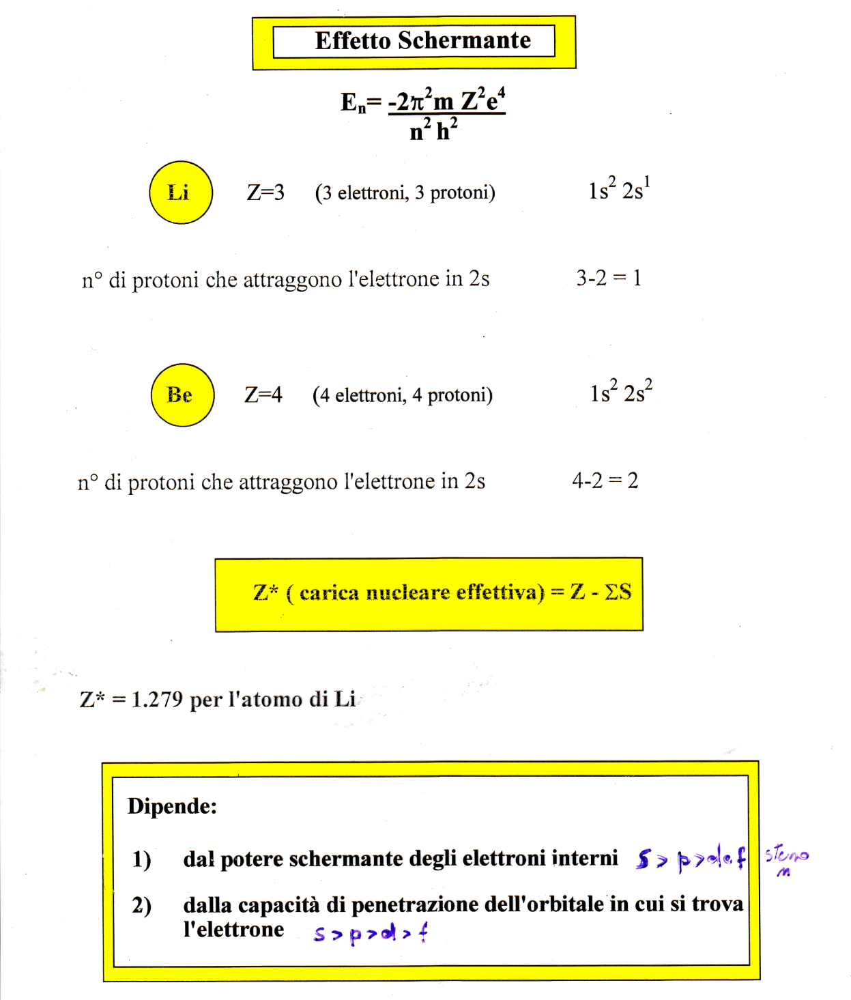 Effetto Schermante
Eₙ= -2π²m Z²e⁴
n² h²
Li Z=3 (3 elettroni, 3 protoni) 1s² 2s¹
n° di protoni che attraggono l'elettrone in 2s 3-2 = 1
Be Z=4 (4 elettroni, 4 protoni) 1s² 2s²
n° di protoni che attraggono l'elettrone in 2s 4-2 = 2
Z* ( carica nucleare effettiva) = Z - ΣS
Z* = 1.279 per l'atomo di Li
Dipende:
1) dal potere schermante degli elettroni interni s > p > d e f
n
2) dalla capacità di penetrazione dell'orbitale in cui si trova
l'elettrone s > p > d > f